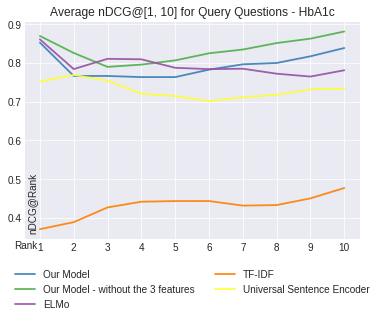 Average nDCG@[1, 10] for Query Questions - HbA1c
0.9
0.8
0.7
0.6
0.5
0.4
nDCG@Rank
Rank 1 2 3 4 5 6 7 8 9 10
Our Model
Our Model - without the 3 features
ELMo
TF-IDF
Universal Sentence Encoder